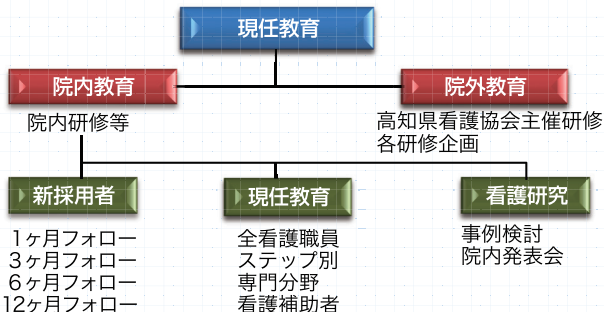 現任教育
院内教育
院外教育
院内研修等
高知県看護協会主催研修
各研修企画
新採用者
現任教育
看護研究
1ヶ月フォロー
3ヶ月フォロー
6ヶ月フォロー
12ヶ月フォロー
全看護職員
ステップ別
専門分野
看護補助者
事例検討
院内発表会